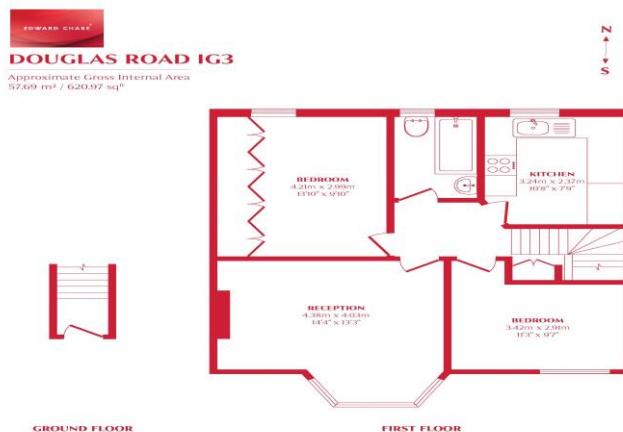 EDWARD CHASE
DOUGLAS ROAD IG3
Approximate Gross Internal Area
57.69 m² / 620.97 sqft
N
S
BEDROOM
4.21m x 2.99m
13'10" x 9'10"
KITCHEN
3.24m x 2.37m
10'8" x 7'9"
RECEPTION
4.38m x 4.03m
14'4" x 13'3"
BEDROOM
3.42m x 2.91m
11'3" x 9'7"
GROUND FLOOR
FIRST FLOOR